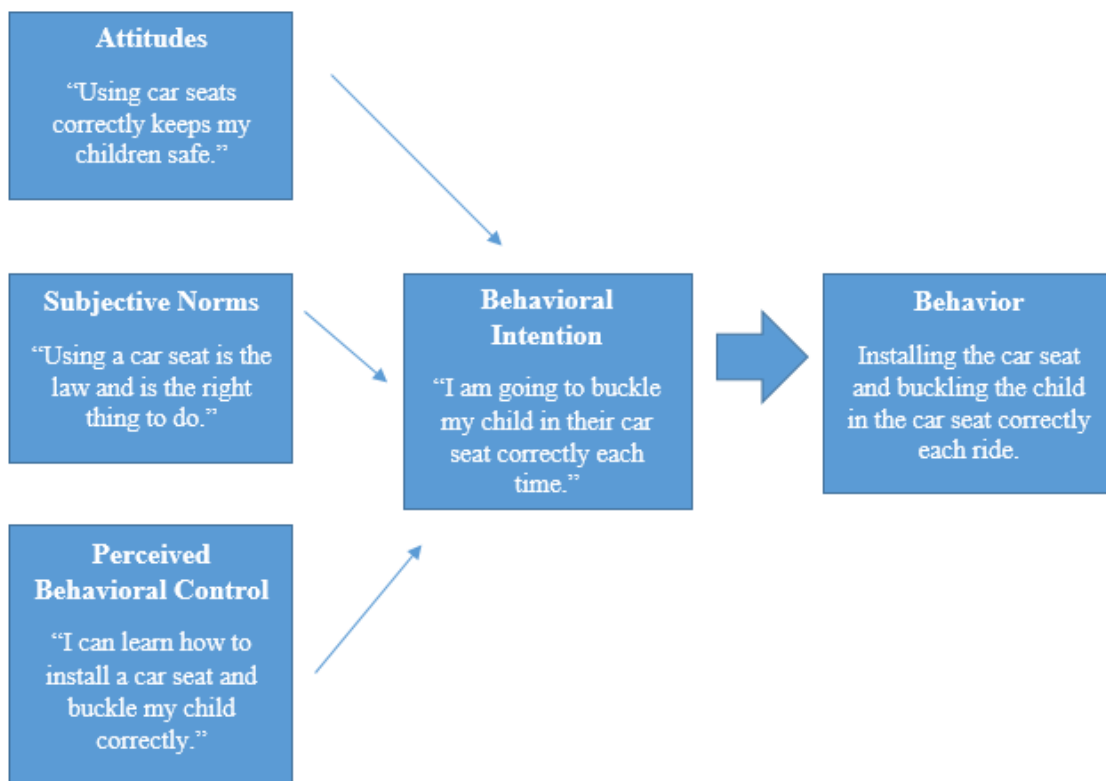 Attitudes
“Using car seats
correctly keeps my
children safe.”
Subjective Norms
“Using a car seat is the
law and is the right
thing to do.”
Perceived
Behavioral Control
“I can learn how to
install a car seat and
buckle my child
correctly.”
Behavioral
Intention
“I am going to buckle
my child in their car
seat correctly each
time.”
Behavior
Installing the car seat
and buckling the child
in the car seat correctly
each ride.